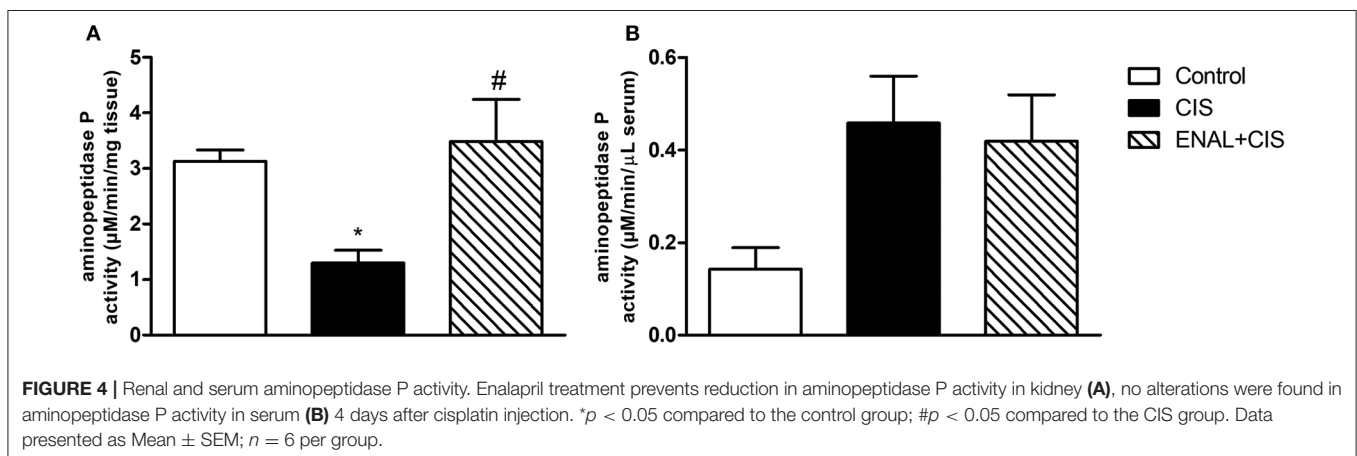 A
aminopeptidase P
activity (µM/min/mg tissue)
5
4
3
2
1
0
*
#
B
aminopeptidase P
activity (µM/min/µL serum)
0.6
0.4
0.2
0.0
Control
CIS
ENAL+CIS
FIGURE 4 | Renal and serum aminopeptidase P activity. Enalapril treatment prevents reduction in aminopeptidase P activity in kidney (A), no alterations were found in
aminopeptidase P activity in serum (B) 4 days after cisplatin injection. *p < 0.05 compared to the control group; #p < 0.05 compared to the CIS group. Data
presented as Mean ± SEM; n = 6 per group.